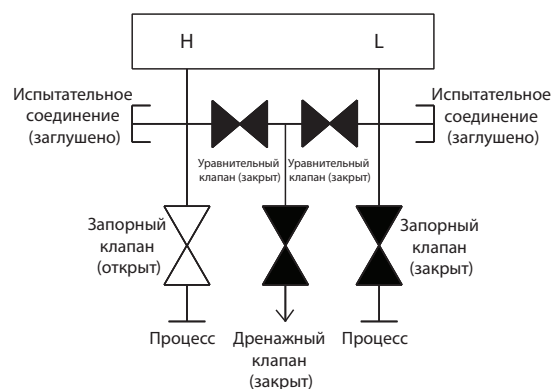 H
L
Испытательное
соединение
(заглушено)
Испытательное
соединение
(заглушено)
Уравнительный
клапан (закрыт)
Уравнительный
клапан (закрыт)
Запорный
клапан
(открыт)
Запорный
клапан
(закрыт)
Процесс
Дренажный
клапан
(закрыт)
Процесс